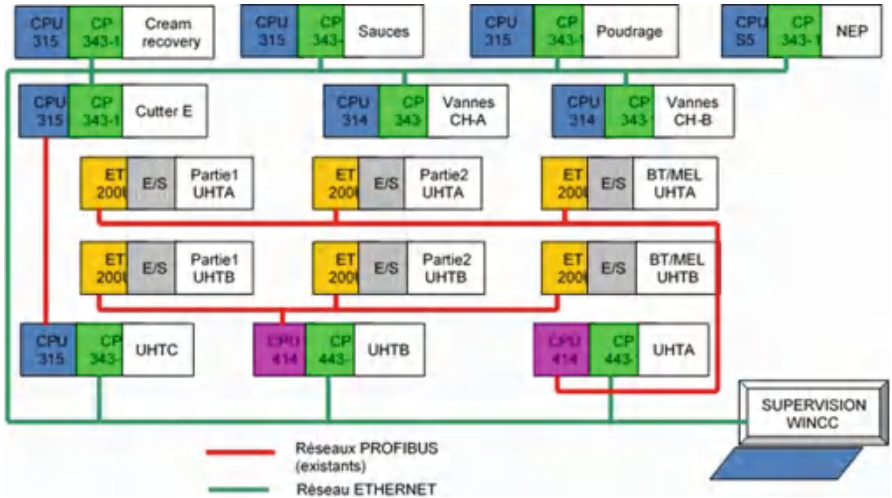 CPU 315 CP 343-1 Cream recovery
CPU 315 CP 343- Sauces
CPU 315 CP 343-1 Poudrage
CPU S5 CP 343-1 NEP
CPU 315 CP 343-1 Cutter E
CPU 314 CP 343 Vannes CH-A
CPU 314 CP 343- Vannes CH-B
ET 200 E/S Partie1 UHTA
ET 200 E/S Partie2 UHTA
ET 200 E/S BT/MEL UHTA
ET 200 E/S Partie1 UHTB
ET 200 E/S Partie2 UHTB
ET 200 E/S BT/MEL UHTB
CPU 315 CP 343- UHTC
CPU 414 CP 443- UHTB
CPU 414 CP 443- UHTA
SUPERVISION
WINCC
Réseaux PROFIBUS
(existants)
Réseau ETHERNET